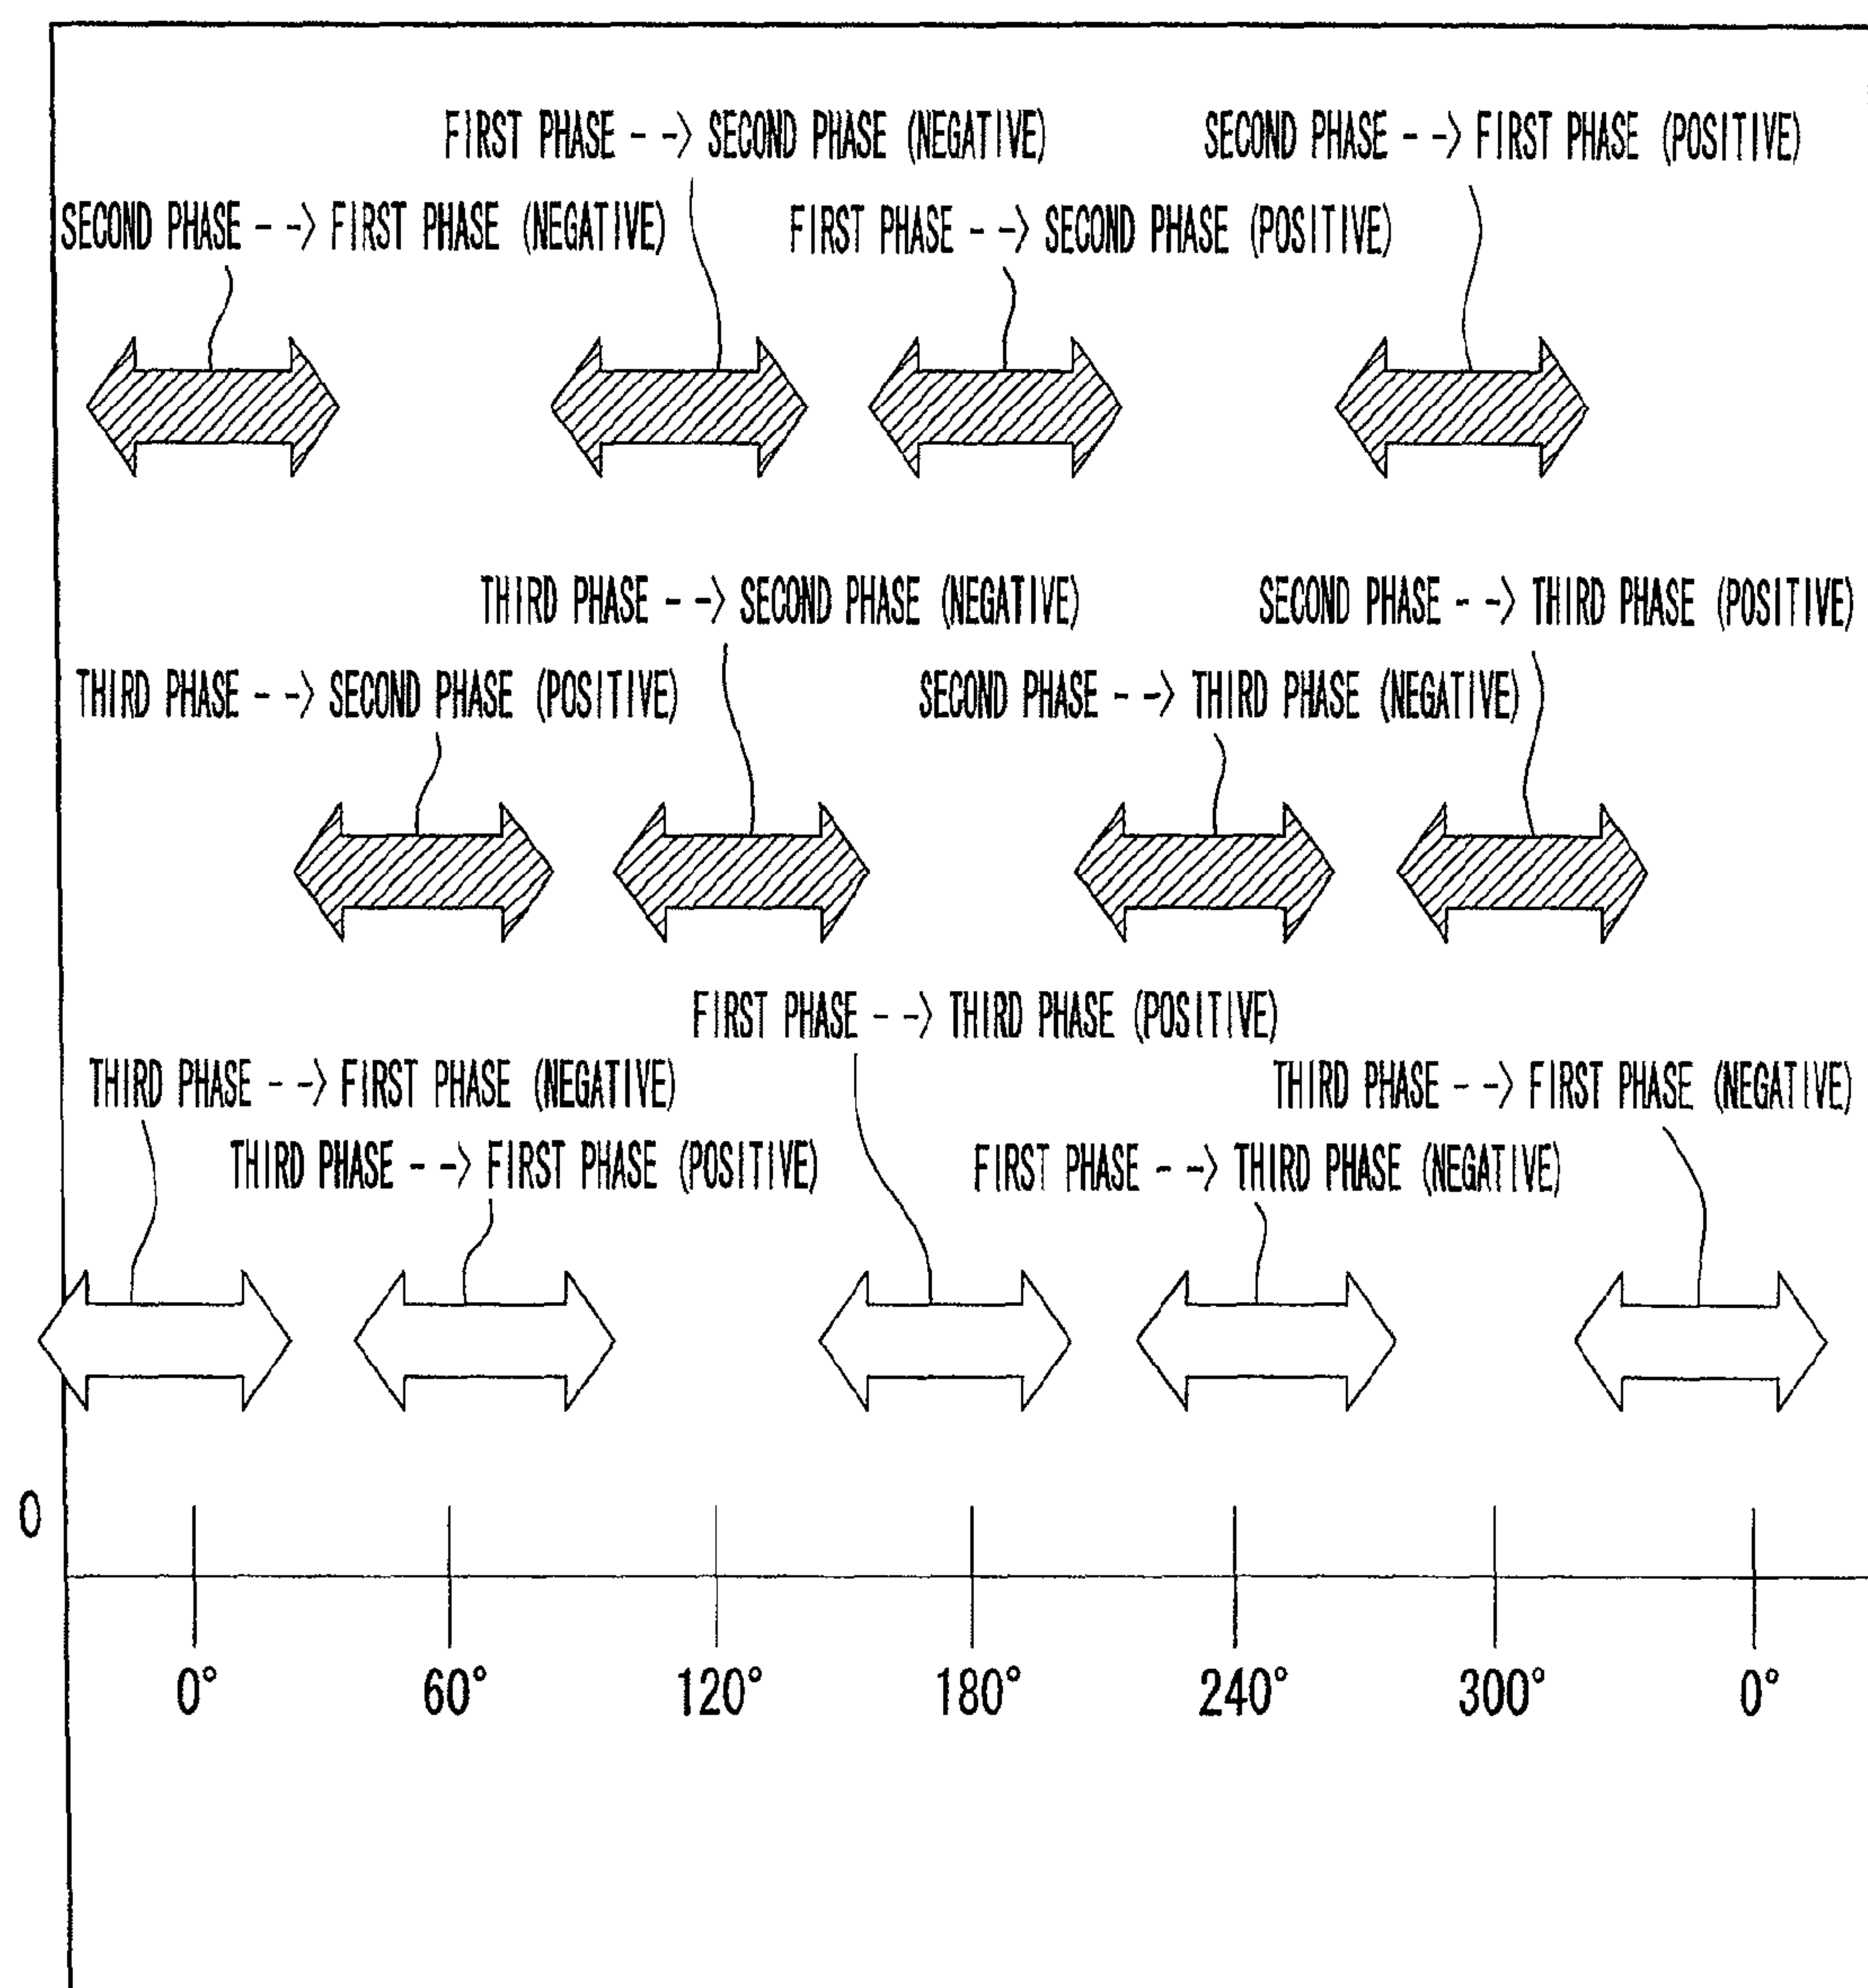 FIRST PHASE --> SECOND PHASE (NEGATIVE)
SECOND PHASE --> FIRST PHASE (POSITIVE)
SECOND PHASE --> FIRST PHASE (NEGATIVE)
FIRST PHASE --> SECOND PHASE (POSITIVE)
THIRD PHASE --> SECOND PHASE (NEGATIVE)
SECOND PHASE --> THIRD PHASE (POSITIVE)
THIRD PHASE --> SECOND PHASE (POSITIVE)
SECOND PHASE --> THIRD PHASE (NEGATIVE)
FIRST PHASE --> THIRD PHASE (POSITIVE)
THIRD PHASE --> FIRST PHASE (NEGATIVE)
THIRD PHASE --> FIRST PHASE (NEGATIVE)
THIRD PHASE --> FIRST PHASE (POSITIVE)
FIRST PHASE --> THIRD PHASE (NEGATIVE)
0
0° 60° 120° 180° 240° 300° 0°